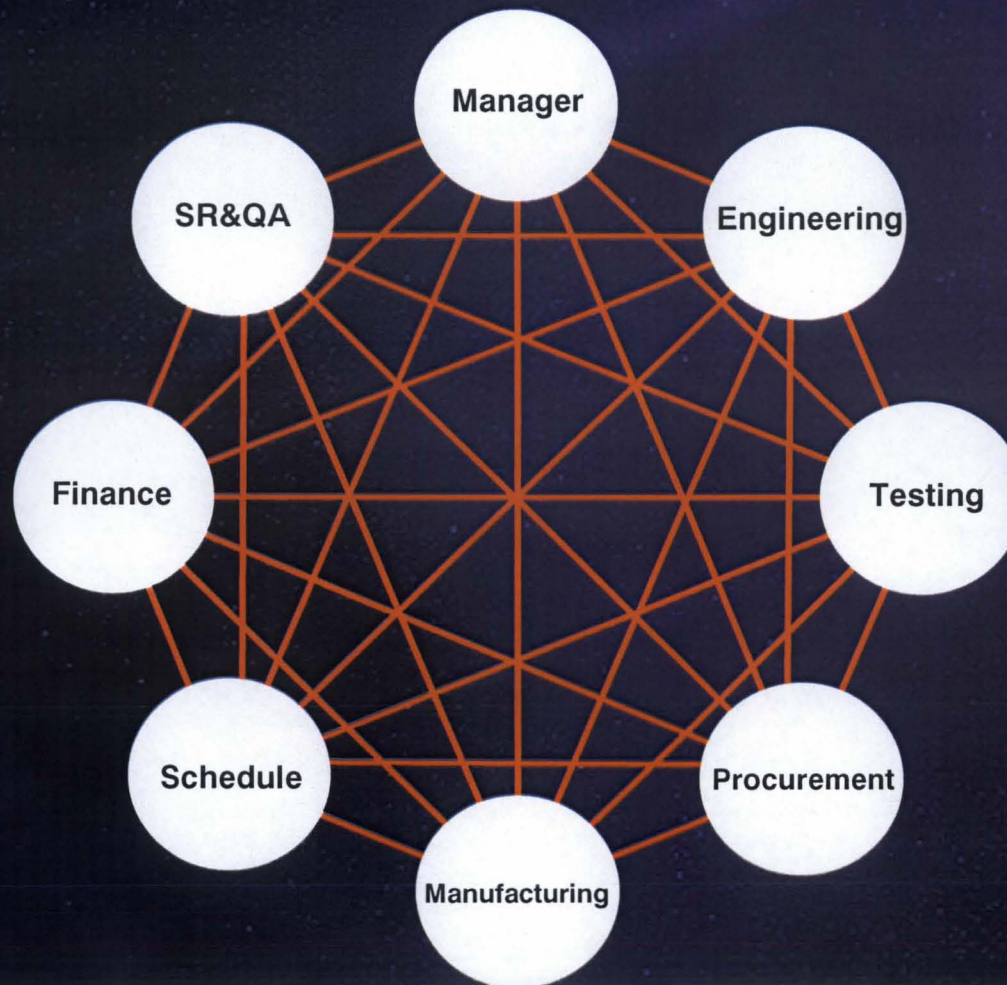 Manager
SR&QA
Engineering
Finance
Testing
Schedule
Procurement
Manufacturing